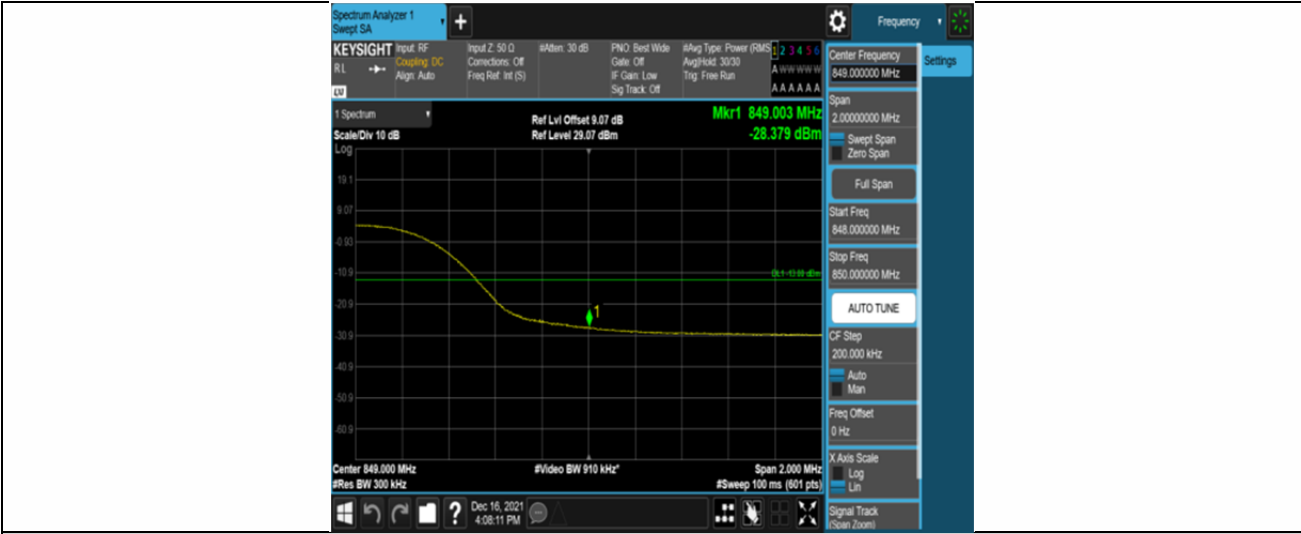 Spectrum Analyzer 1
Swept SA
+
Frequency
KEYSIGHT
R L
Input: RF
Coupling: DC
Align: Auto
Input Z: 50 Ω
Corrections: Off
Freq Ref: Int (S)
#Atten: 30 dB
PNO: Best Wide
Gate: Off
IF Gain: Low
Sig Track: Off
#Avg Type: Power (RMS
Avg|Hold: 30/30
Trig: Free Run
1 2 3 4 5 6
A W W W W W
A A A A A A
1 Spectrum
Scale/Div 10 dB
Log
Ref Lvl Offset 9.07 dB
Ref Level 29.07 dBm
Mkr1 849.003 MHz
-28.379 dBm
19.1
9.07
-0.93
-10.9
-20.9
-30.9
-40.9
-50.9
-60.9
DL1 -13.00 dBm
1
Center 849.000 MHz
#Res BW 300 kHz
#Video BW 910 kHz*
Span 2.000 MHz
#Sweep 100 ms (601 pts)
?
Dec 16, 2021
4:08:11 PM
Center Frequency
849.000000 MHz
Span
2.00000000 MHz
Swept Span
Zero Span
Full Span
Start Freq
848.000000 MHz
Stop Freq
850.000000 MHz
AUTO TUNE
CF Step
200.000 kHz
Auto
Man
Freq Offset
0 Hz
X Axis Scale
Log
Lin
Signal Track
(Span Zoom)
Settings